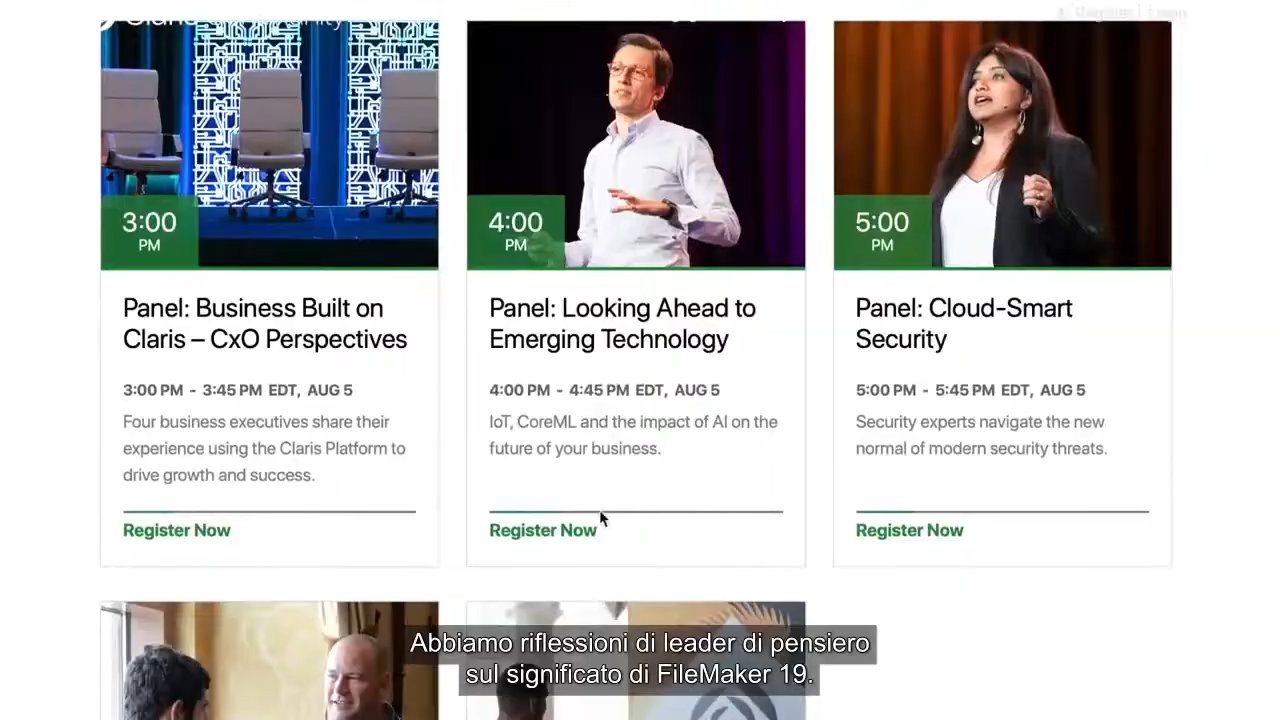 3:00
PM
4:00
PM
5:00
PM
Panel: Business Built on
Claris – CxO Perspectives
3:00 PM - 3:45 PM EDT, AUG 5
Four business executives share their
experience using the Claris Platform to
drive growth and success.
Register Now
Panel: Looking Ahead to
Emerging Technology
4:00 PM - 4:45 PM EDT, AUG 5
IoT, CoreML and the impact of AI on the
future of your business.
Register Now
Panel: Cloud-Smart
Security
5:00 PM - 5:45 PM EDT, AUG 5
Security experts navigate the new
normal of modern security threats.
Register Now
Abbiamo riflessioni di leader di pensiero
sul significato di FileMaker 19.